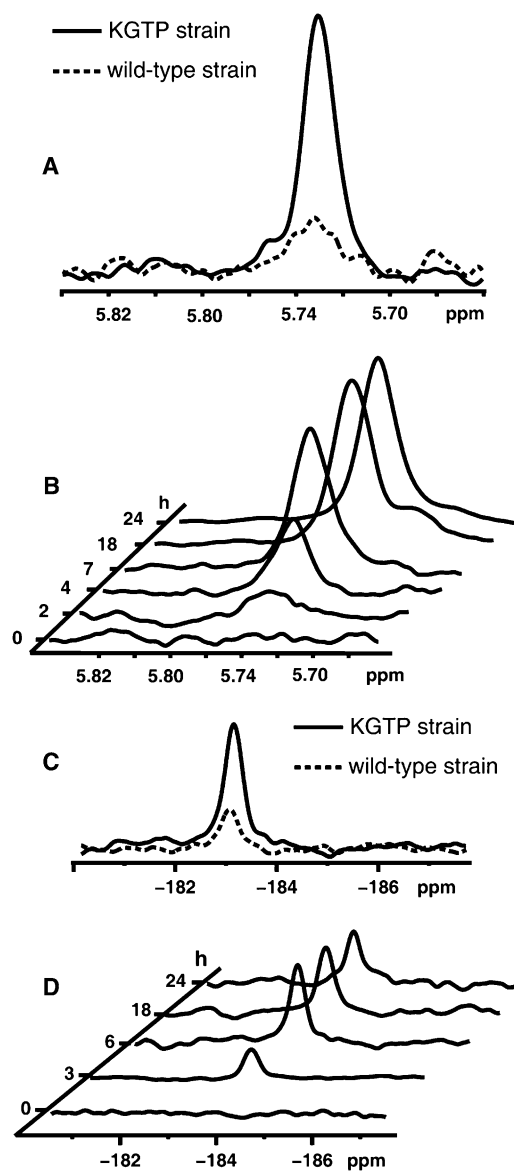 KGTP strain
wild-type strain
A
5.82 5.80 5.74 5.70 ppm
B
h
24
18
7
4
2
0
5.82 5.80 5.74 5.70 ppm
KGTP strain
C
wild-type strain
−182 −184 −186 ppm
h
24
D
18
6
3
0
−182 −184 −186 ppm